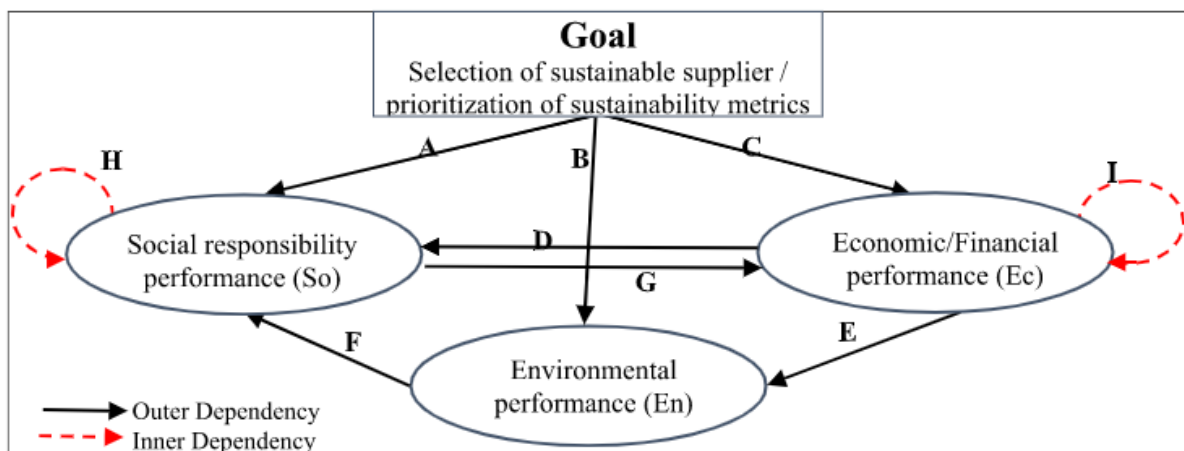 Goal
Selection of sustainable supplier /
prioritization of sustainability metrics
A
B
C
H
I
Social responsibility
performance (So)
D
G
Economic/Financial
performance (Ec)
F
E
Environmental
performance (En)
Outer Dependency
Inner Dependency